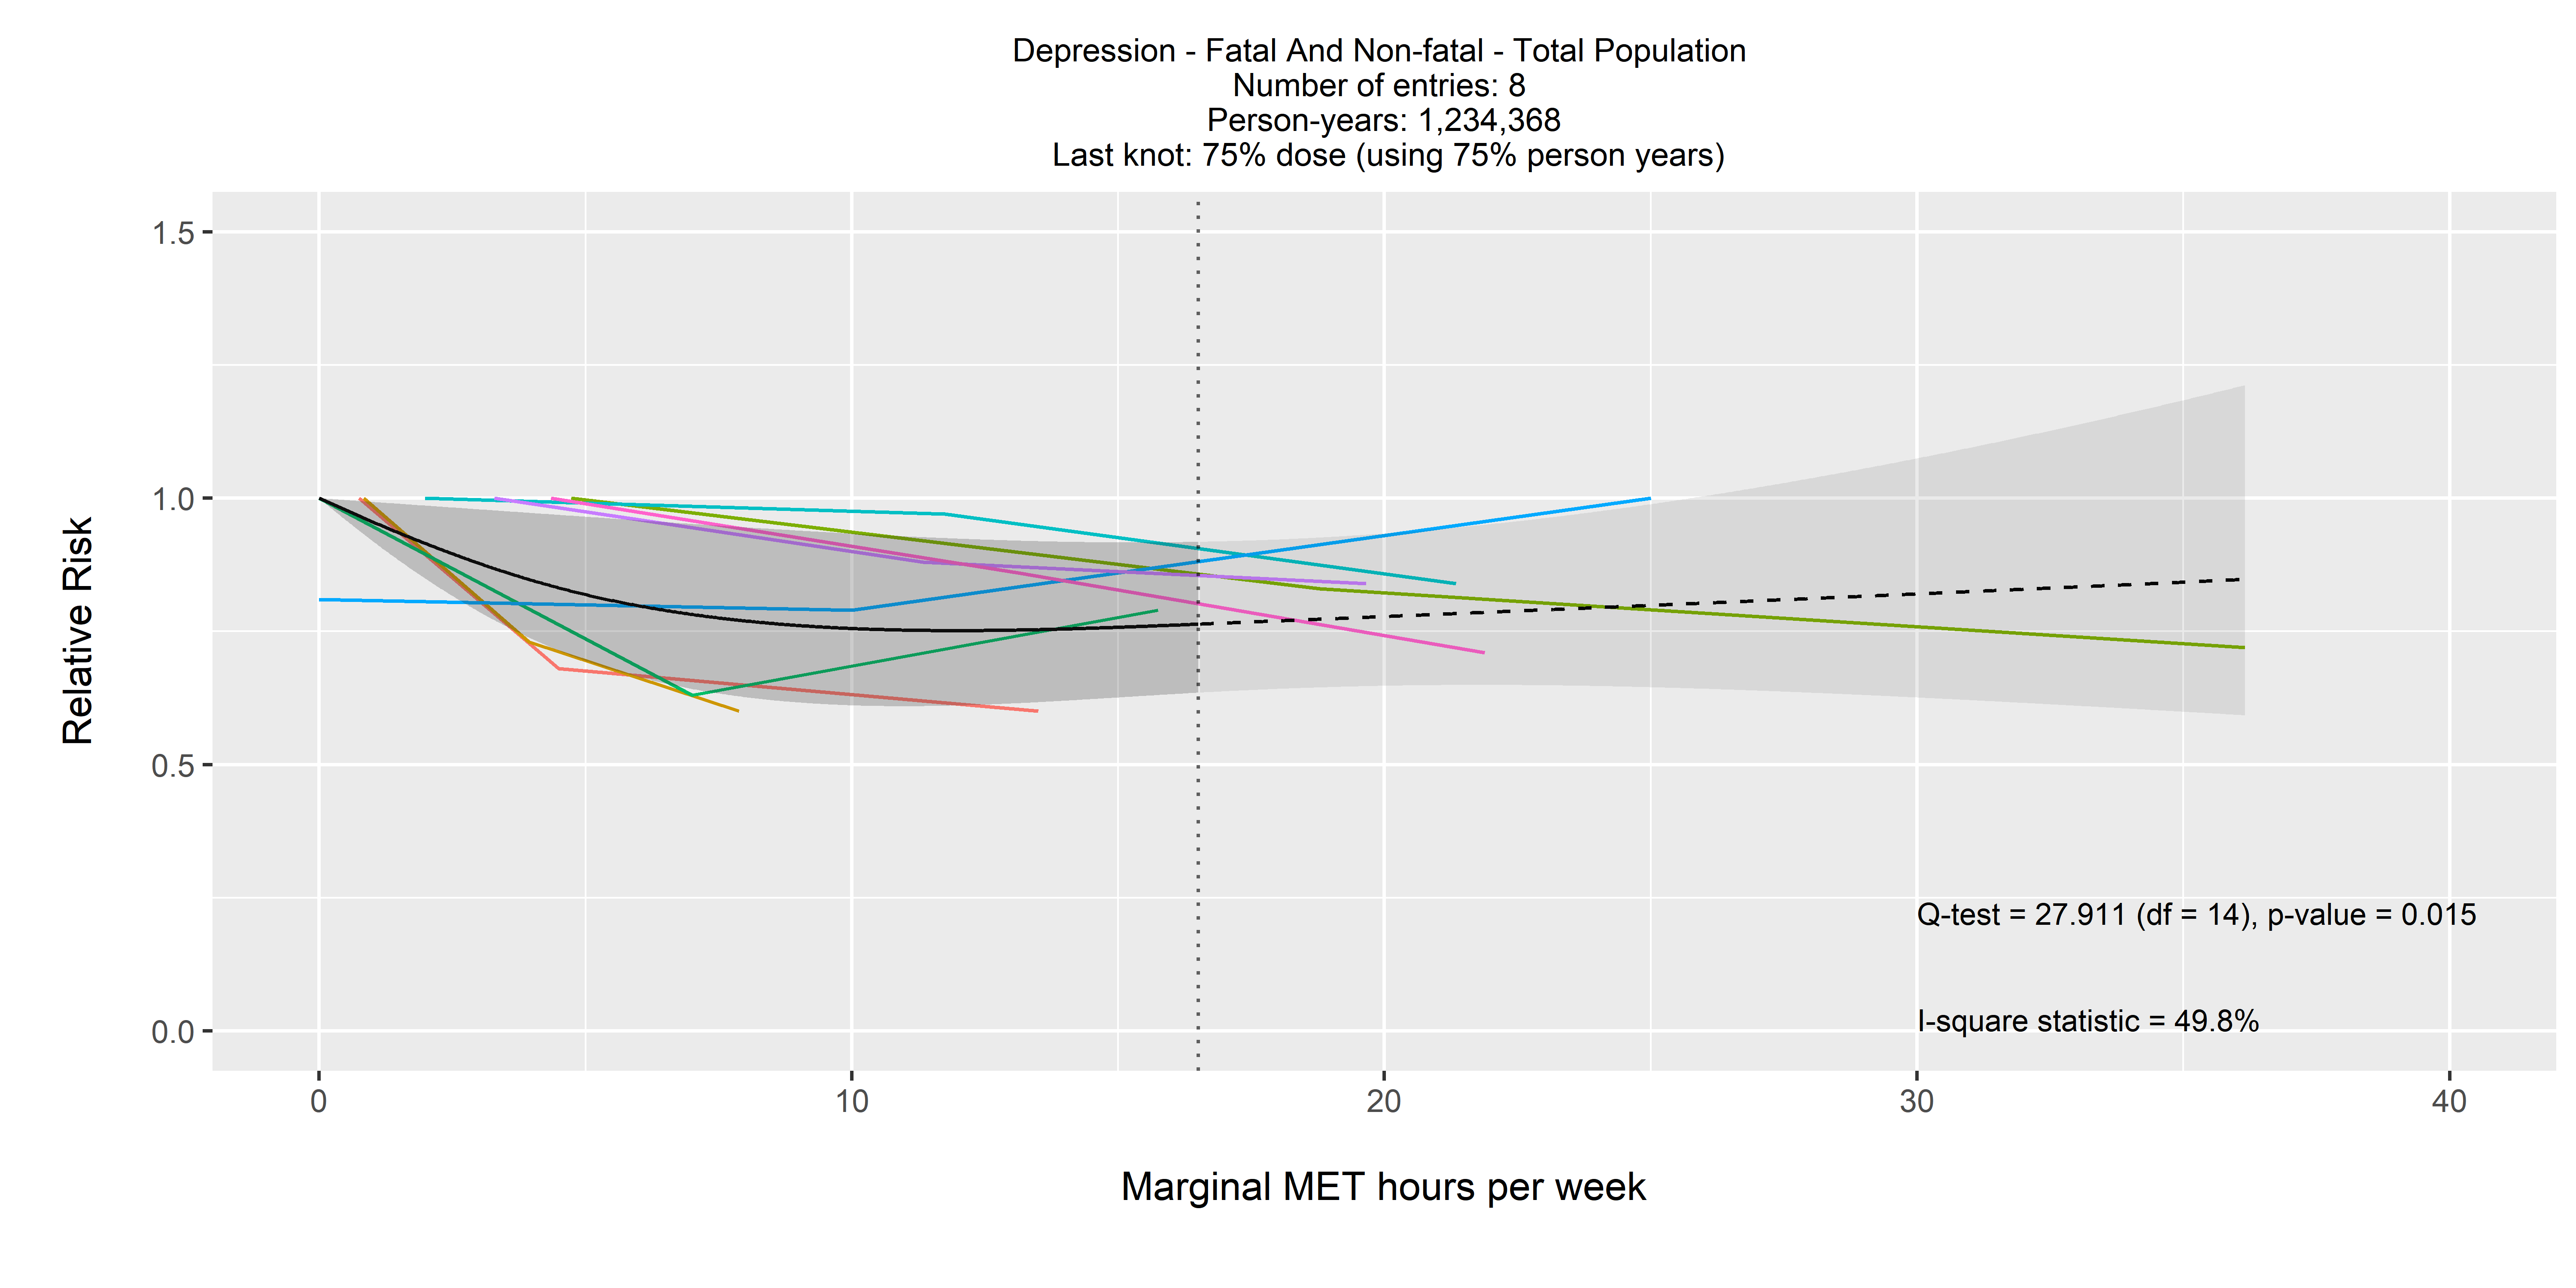 Depression - Fatal And Non-fatal - Total Population
Number of entries: 8
Person-years: 1,234,368
Last knot: 75% dose (using 75% person years)
1.5
1.0
0.5
0.0
Relative Risk
Q-test = 27.911 (df = 14), p-value = 0.015
I-square statistic = 49.8%
0 10 20 30 40
Marginal MET hours per week